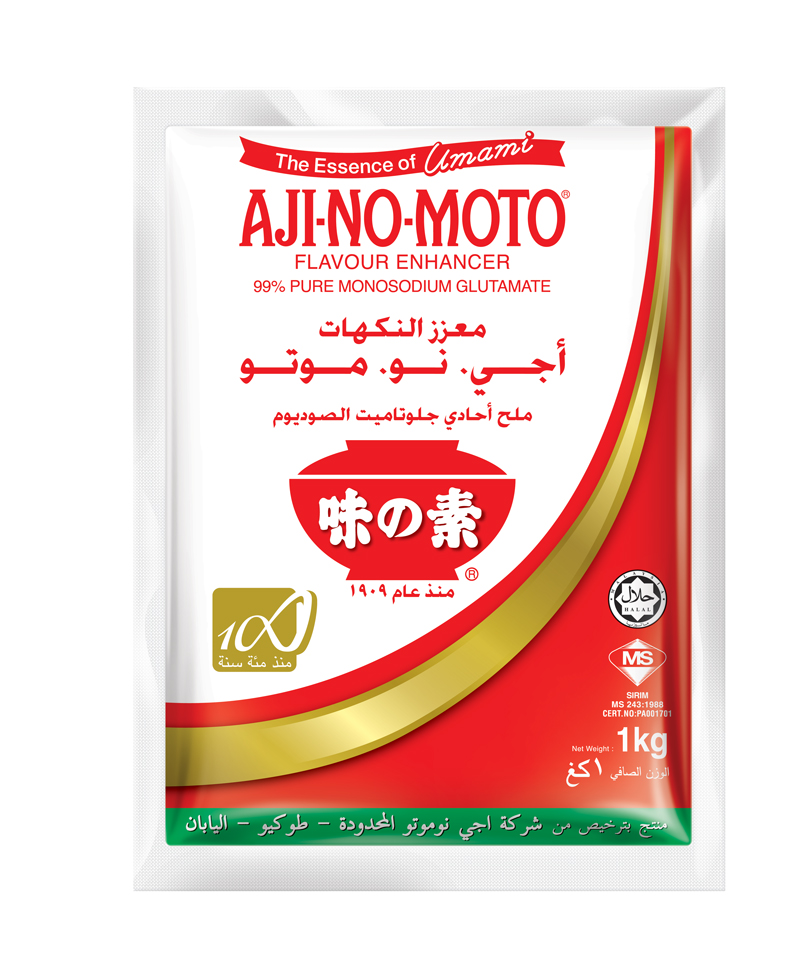 The Essence of Umami
AJI-NO-MOTO®
FLAVOUR ENHANCER
99% PURE MONOSODIUM GLUTAMATE
معزز النكهات
أجي. نو. موتو
ملح أحادي جلوتاميت الصوديوم
味の素
®
منذ عام ١٩٠٩
100
منذ مئة سنة
حلال
HALAL
MS
SIRIM
MS 243:1988
CERT.NO:PA001701
Net Weight : 1kg
الوزن الصافي ١ كغ
منتج بترخيص من شركة اجي نوموتو المحدودة – طوكيو – اليابان